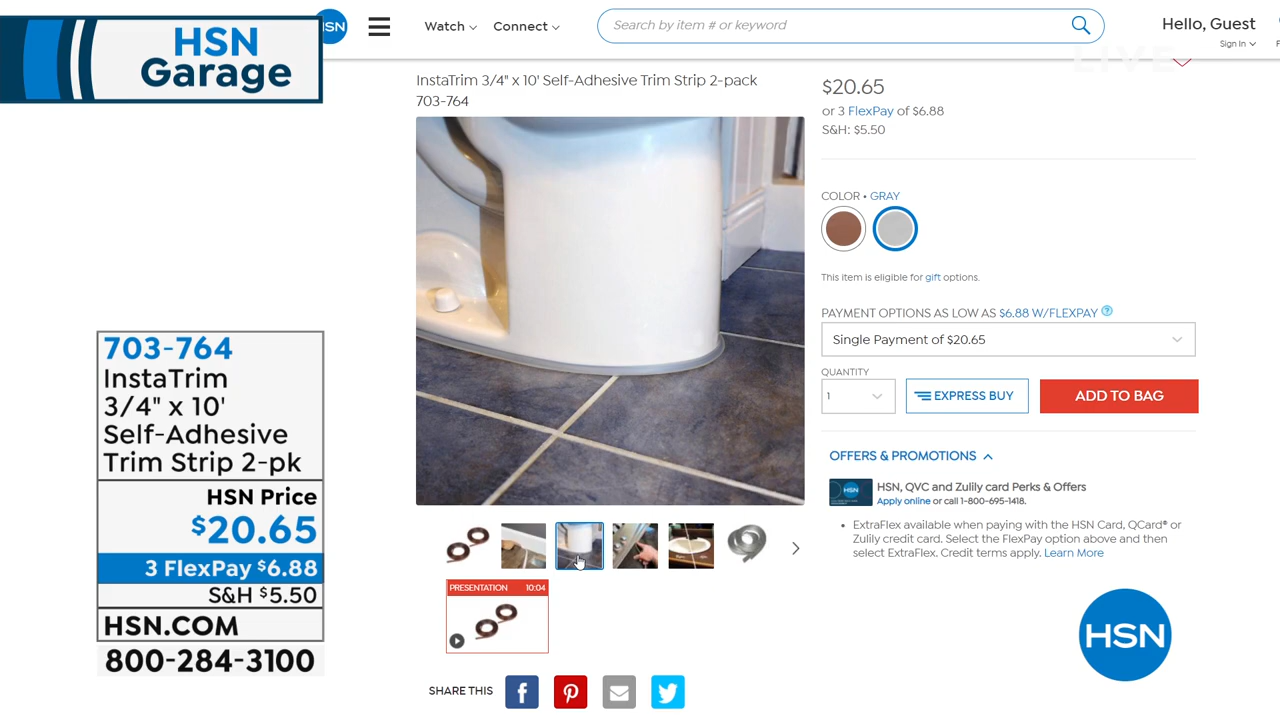 HSN
Garage
HSN
Watch
Connect
Search by item # or keyword
Hello, Guest
Sign In
LIVE
InstaTrim 3/4" x 10' Self-Adhesive Trim Strip 2-pack
703-764
$20.65
or 3 FlexPay of $6.88
S&H: $5.50
COLOR • GRAY
This item is eligible for gift options.
PAYMENT OPTIONS AS LOW AS $6.88 W/FLEXPAY ?
Single Payment of $20.65
QUANTITY
1
EXPRESS BUY
ADD TO BAG
OFFERS & PROMOTIONS
HSN
HSN, QVC and Zulily card Perks & Offers
Apply online or call 1-800-695-1418.
• ExtraFlex available when paying with the HSN Card, QCard® or
Zulily credit card. Select the FlexPay option above and then
select ExtraFlex. Credit terms apply. Learn More
703-764
InstaTrim
3/4" x 10'
Self-Adhesive
Trim Strip 2-pk
HSN Price
$20.65
3 FlexPay $6.88
S&H $5.50
HSN.COM
800-284-3100
PRESENTATION 10:04
SHARE THIS
HSN